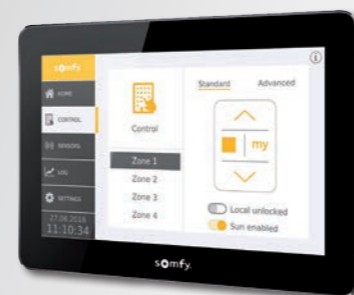 somfy
HOME
CONTROL
SENSORS
LOG
SETTINGS
27.08.2016
11:10:34
Control
Zone 1
Zone 2
Zone 3
Zone 4
Standard
Advanced
my
Local unlocked
Sun enabled
i
somfy.